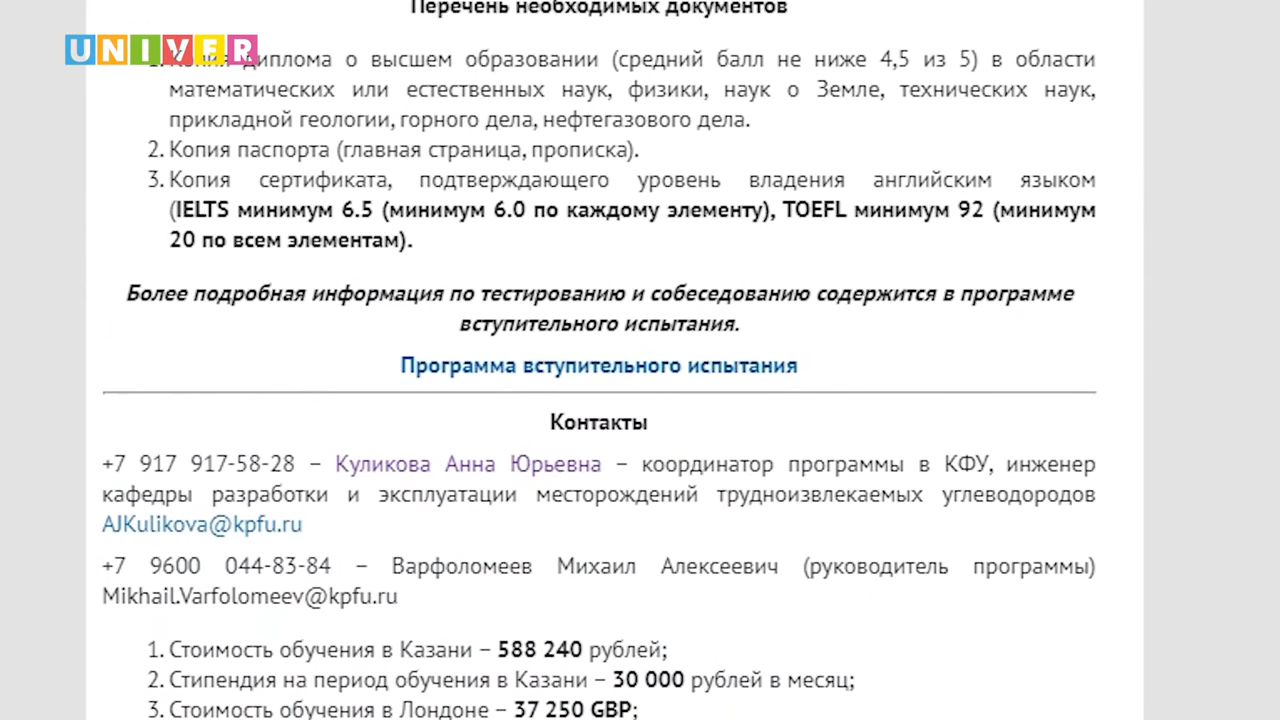 Перечень необходимых документов
UNIVER
1. Копия диплома о высшем образовании (средний балл не ниже 4,5 из 5) в области
математических или естественных наук, физики, наук о Земле, технических наук,
прикладной геологии, горного дела, нефтегазового дела.
2. Копия паспорта (главная страница, прописка).
3. Копия сертификата, подтверждающего уровень владения английским языком
(IELTS минимум 6.5 (минимум 6.0 по каждому элементу), TOEFL минимум 92 (минимум
20 по всем элементам).
Более подробная информация по тестированию и собеседованию содержится в программе
вступительного испытания.
Программа вступительного испытания
Контакты
+7 917 917-58-28 – Куликова Анна Юрьевна – координатор программы в КФУ, инженер
кафедры разработки и эксплуатации месторождений трудноизвлекаемых углеводородов
AJKulikova@kpfu.ru
+7 9600 044-83-84 – Варфоломеев Михаил Алексеевич (руководитель программы)
Mikhail.Varfolomeev@kpfu.ru
1. Стоимость обучения в Казани – 588 240 рублей;
2. Стипендия на период обучения в Казани – 30 000 рублей в месяц;
3. Стоимость обучения в Лондоне – 37 250 GBP;